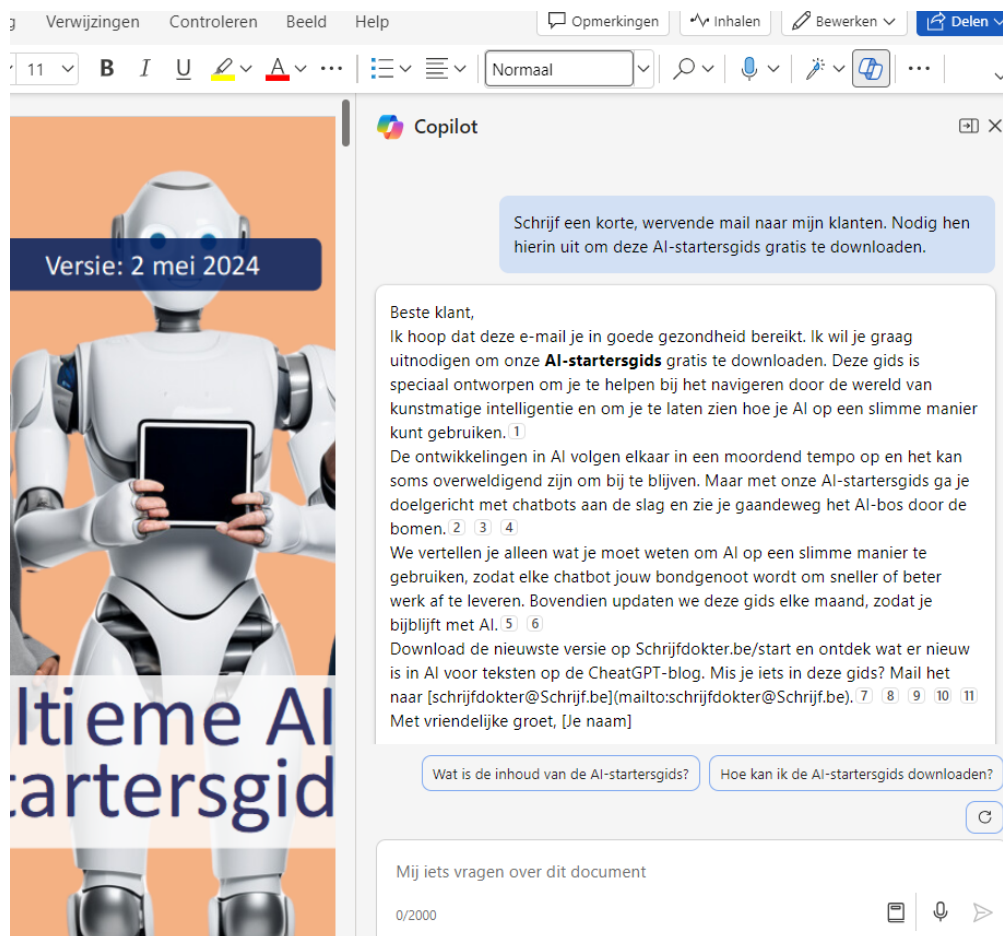 Verwijzingen Controleren Beeld Help Opmerkingen Inhalen Bewerken Delen
11 B I U A Normaal
Copilot
Versie: 2 mei 2024
ltieme AI
tartersgid
Schrijf een korte, wervende mail naar mijn klanten. Nodig hen
hierin uit om deze AI-startersgids gratis te downloaden.
Beste klant,
Ik hoop dat deze e-mail je in goede gezondheid bereikt. Ik wil je graag
uitnodigen om onze AI-startersgids gratis te downloaden. Deze gids is
speciaal ontworpen om je te helpen bij het navigeren door de wereld van
kunstmatige intelligentie en om je te laten zien hoe je AI op een slimme manier
kunt gebruiken. 1
De ontwikkelingen in AI volgen elkaar in een moordend tempo op en het kan
soms overweldigend zijn om bij te blijven. Maar met onze AI-startersgids ga je
doelgericht met chatbots aan de slag en zie je gaandeweg het AI-bos door de
bomen. 2 3 4
We vertellen je alleen wat je moet weten om AI op een slimme manier te
gebruiken, zodat elke chatbot jouw bondgenoot wordt om sneller of beter
werk af te leveren. Bovendien updaten we deze gids elke maand, zodat je
bijblijft met AI. 5 6
Download de nieuwste versie op Schrijfdokter.be/start en ontdek wat er nieuw
is in AI voor teksten op de CheatGPT-blog. Mis je iets in deze gids? Mail het
naar [schrijfdokter@Schrijf.be](mailto:schrijfdokter@Schrijf.be). 7 8 9 10 11
Met vriendelijke groet, [Je naam]
Wat is de inhoud van de AI-startersgids? Hoe kan ik de AI-startersgids downloaden?
Mij iets vragen over dit document
0/2000